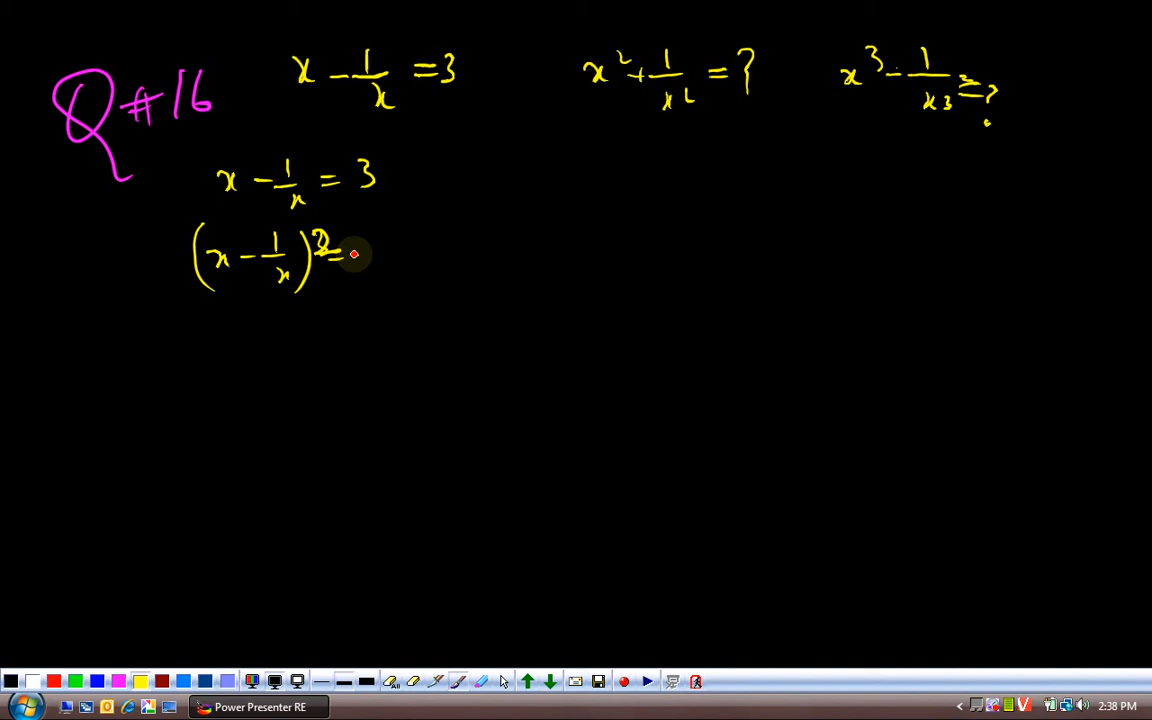 Q # 16
x - 1/x = 3    x² + 1/x² = ?    x³ - 1/x³ = ?
x - 1/x = 3
(x - 1/x)² =
Power Presenter RE
2:38 PM